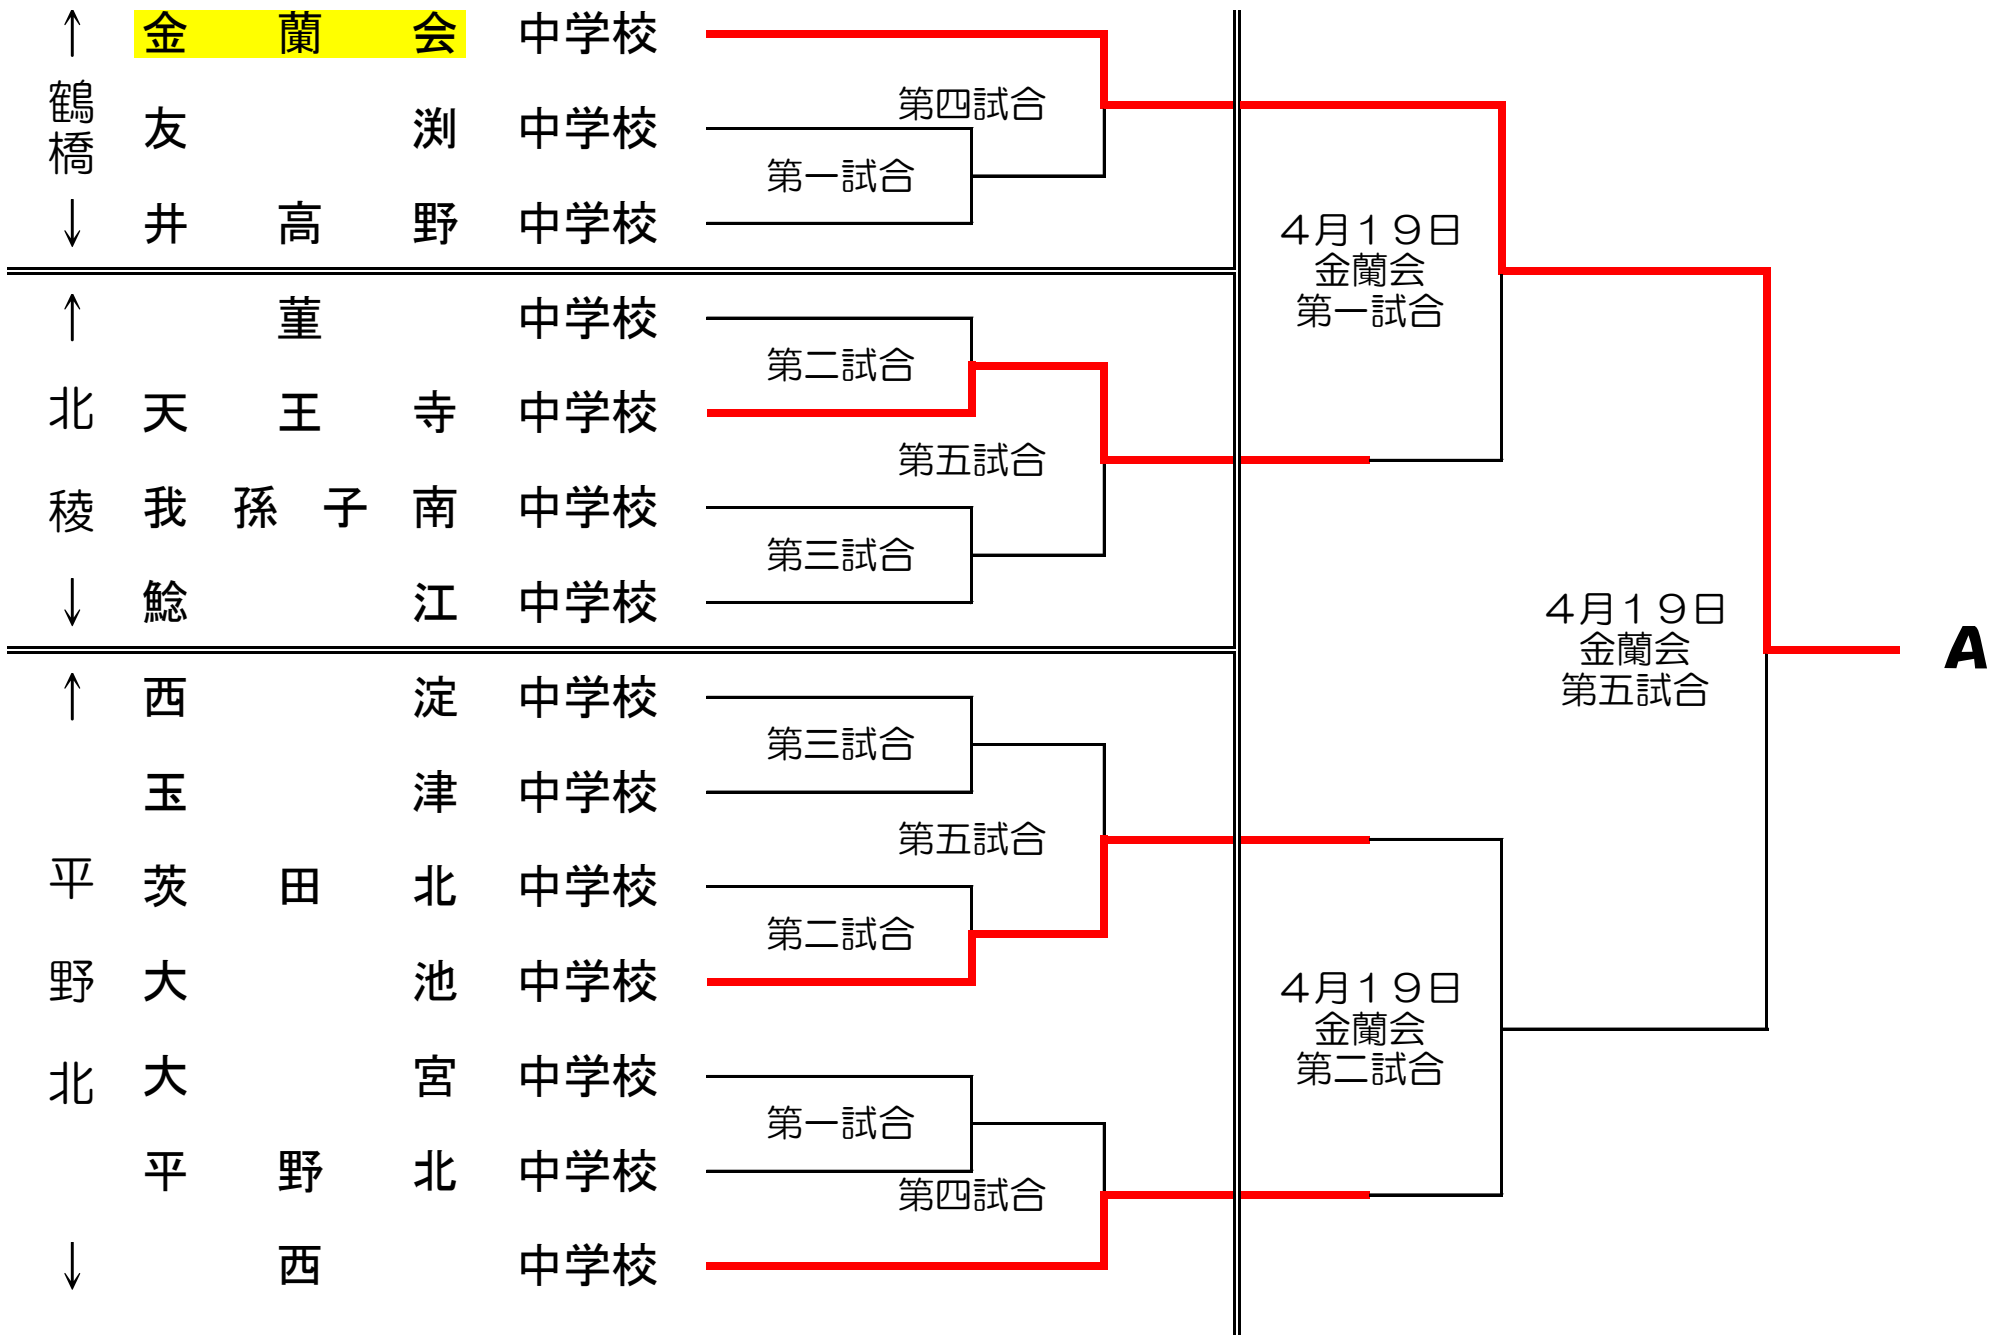 ↑ 金蘭会 中学校
鶴橋
友渕 中学校
第四試合
第一試合
↓ 井高野 中学校
4月19日
金蘭会
第一試合
↑ 菫 中学校
第二試合
北 天王寺 中学校
第五試合
稜 我孫子南 中学校
第三試合
↓ 鯰江 中学校
4月19日
金蘭会
第五試合
A
↑ 西淀 中学校
第三試合
玉津 中学校
第五試合
平 茨田北 中学校
第二試合
野 大池 中学校
4月19日
金蘭会
第二試合
北 大宮 中学校
第一試合
平野北 中学校
第四試合
↓ 西 中学校